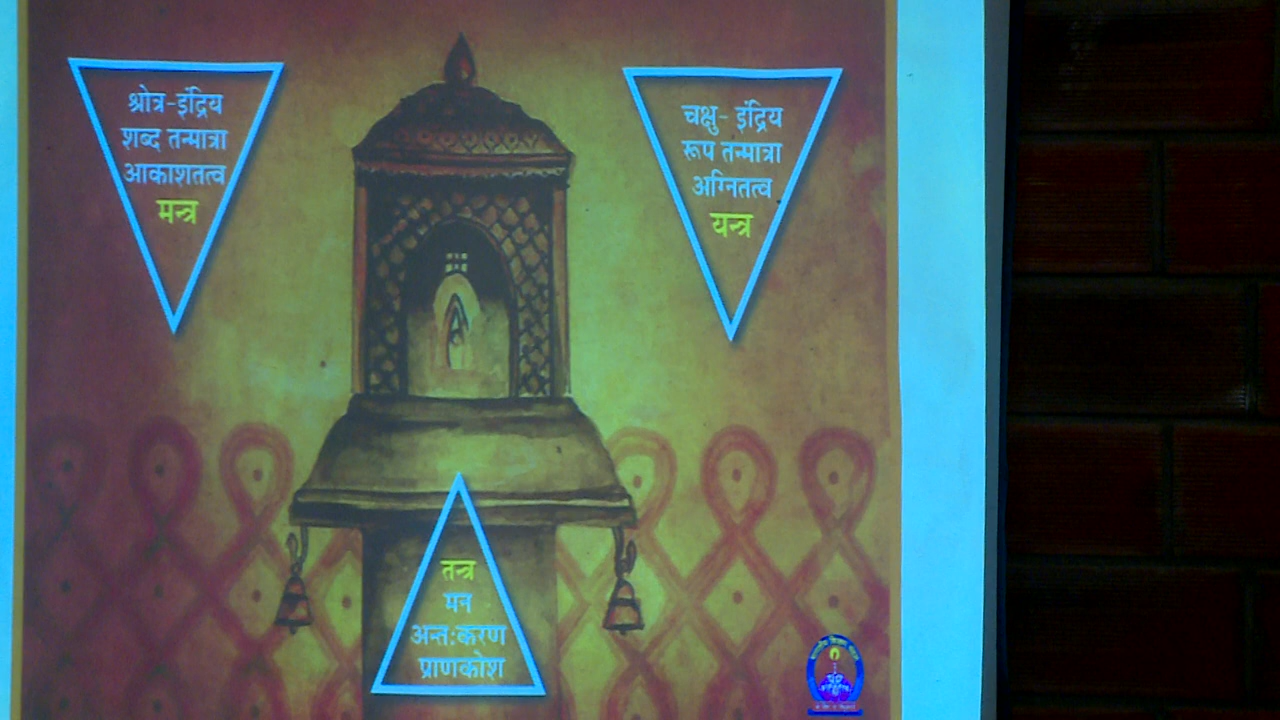 श्रोत्र-इंद्रिय
शब्द तन्मात्रा
आकाशतत्व
मन्त्र
चक्षु- इंद्रिय
रूप तन्मात्रा
अग्नितत्व
यन्त्र
तन्त्र
मन
अन्तःकरण
प्राणकोश